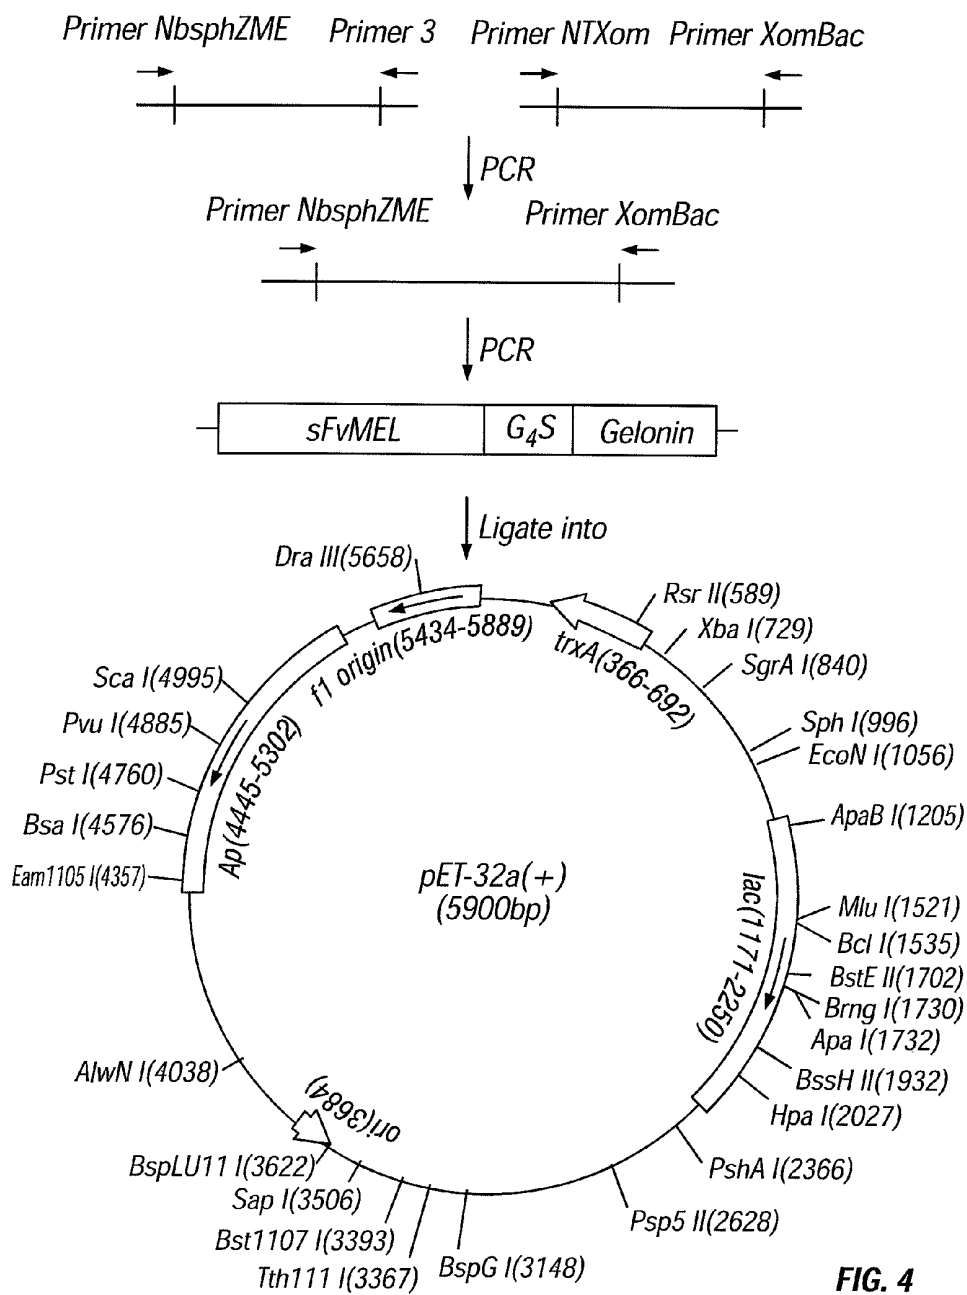 Primer NbsphZME Primer 3 Primer NTXom Primer XomBac
PCR
Primer NbsphZME Primer XomBac
PCR
sFvMEL G4S Gelonin
Ligate into
Dra III(5658)
f1 origin(5434-5889)
trxA(366-692)
Rsr II(589)
Xba I(729)
SgrA I(840)
Sph I(996)
EcoN I(1056)
ApaB I(1205)
lac(1171-2250)
Mlu I(1521)
Bcl I(1535)
BstE II(1702)
Brng I(1730)
Apa I(1732)
BssH II(1932)
Hpa I(2027)
PshA I(2366)
Psp5 II(2628)
BspG I(3148)
Tth111 I(3367)
Bst1107 I(3393)
Sap I(3506)
BspLU11 I(3622)
ori(3684)
AlwN I(4038)
Eam1105 I(4357)
Bsa I(4576)
Pst I(4760)
Pvu I(4885)
Sca I(4995)
Ap(4445-5302)
pET-32a(+)
(5900bp)
FIG. 4